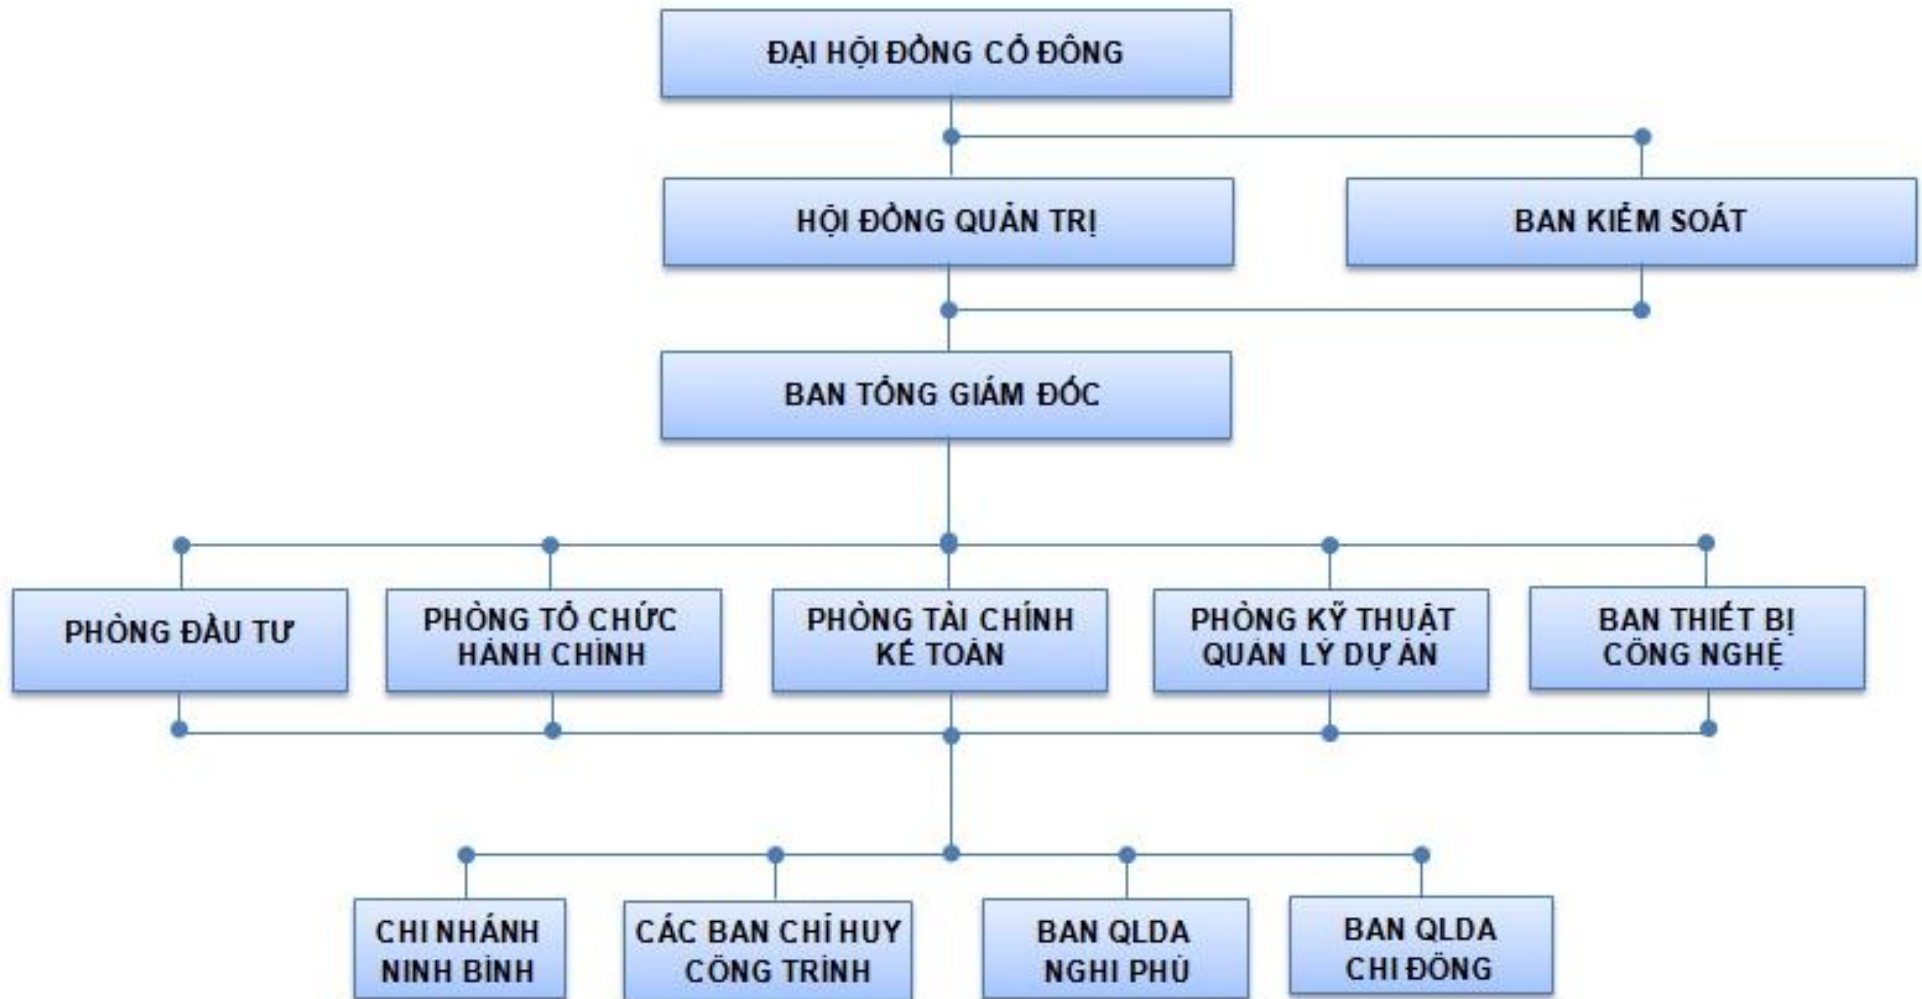 ĐẠI HỘI ĐỒNG CỔ ĐÔNG
HỘI ĐỒNG QUẢN TRỊ
BAN KIỂM SOÁT
BAN TỔNG GIÁM ĐỐC
PHÒNG ĐẦU TƯ
PHÒNG TỔ CHỨC
HÀNH CHÍNH
PHÒNG TÀI CHÍNH
KẾ TOÁN
PHÒNG KỸ THUẬT
QUẢN LÝ DỰ ÁN
BAN THIẾT BỊ
CÔNG NGHỆ
CHI NHÁNH
NINH BÌNH
CÁC BAN CHỈ HUY
CÔNG TRÌNH
BAN QLDA
NGHI PHÚ
BAN QLDA
CHI ĐÔNG